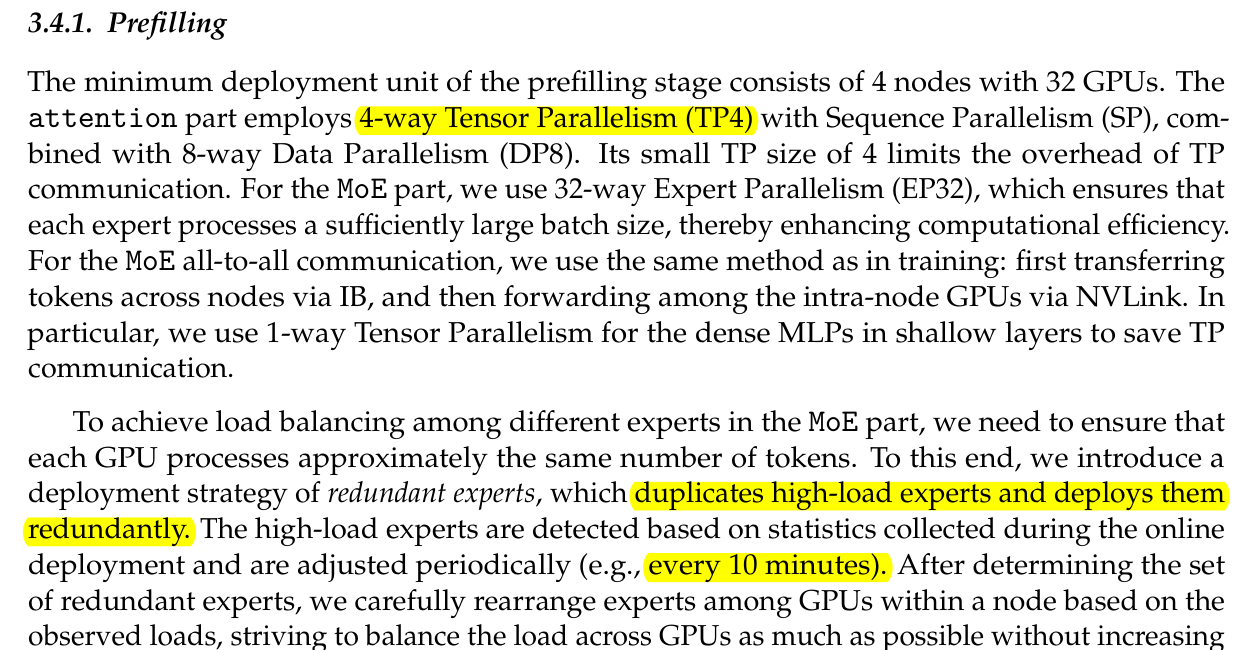 3.4.1. Prefilling
The minimum deployment unit of the prefilling stage consists of 4 nodes with 32 GPUs. The
attention part employs 4-way Tensor Parallelism (TP4) with Sequence Parallelism (SP), com-
bined with 8-way Data Parallelism (DP8). Its small TP size of 4 limits the overhead of TP
communication. For the MoE part, we use 32-way Expert Parallelism (EP32), which ensures that
each expert processes a sufficiently large batch size, thereby enhancing computational efficiency.
For the MoE all-to-all communication, we use the same method as in training: first transferring
tokens across nodes via IB, and then forwarding among the intra-node GPUs via NVLink. In
particular, we use 1-way Tensor Parallelism for the dense MLPs in shallow layers to save TP
communication.
To achieve load balancing among different experts in the MoE part, we need to ensure that
each GPU processes approximately the same number of tokens. To this end, we introduce a
deployment strategy of redundant experts, which duplicates high-load experts and deploys them
redundantly. The high-load experts are detected based on statistics collected during the online
deployment and are adjusted periodically (e.g., every 10 minutes). After determining the set
of redundant experts, we carefully rearrange experts among GPUs within a node based on the
observed loads, striving to balance the load across GPUs as much as possible without increasing